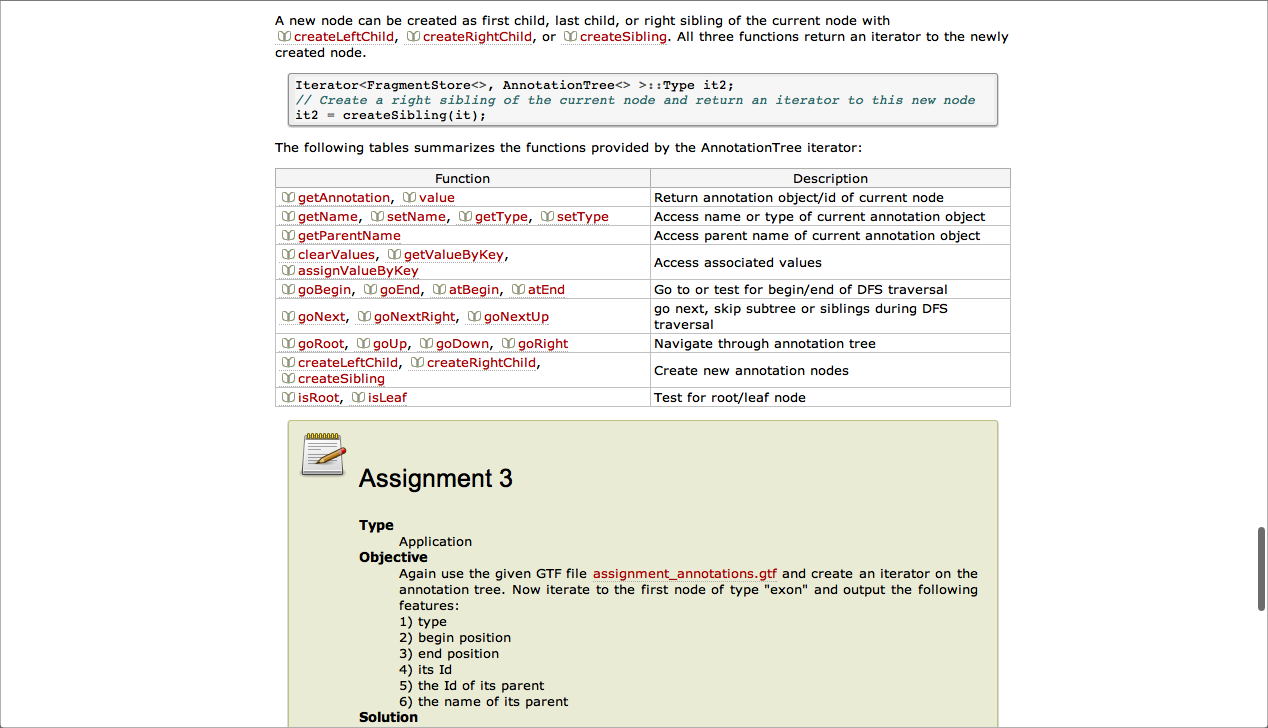 A new node can be created as first child, last child, or right sibling of the current node with
createLeftChild, createRightChild, or createSibling. All three functions return an iterator to the newly
created node.
Iterator<FragmentStore<>, AnnotationTree<> >::Type it2;
// Create a right sibling of the current node and return an iterator to this new node
it2 = createSibling(it);
The following tables summarizes the functions provided by the AnnotationTree iterator:
Function Description
getAnnotation, value Return annotation object/id of current node
getName, setName, getType, setType Access name or type of current annotation object
getParentName Access parent name of current annotation object
clearValues, getValueByKey,
assignValueByKey
Access associated values
goBegin, goEnd, atBegin, atEnd Go to or test for begin/end of DFS traversal
goNext, goNextRight, goNextUp
go next, skip subtree or siblings during DFS
traversal
goRoot, goUp, goDown, goRight Navigate through annotation tree
createLeftChild, createRightChild,
createSibling
Create new annotation nodes
isRoot, isLeaf Test for root/leaf node
Assignment 3
Type
Application
Objective
Again use the given GTF file assignment_annotations.gtf and create an iterator on the
annotation tree. Now iterate to the first node of type "exon" and output the following
features:
1) type
2) begin position
3) end position
4) its Id
5) the Id of its parent
6) the name of its parent
Solution